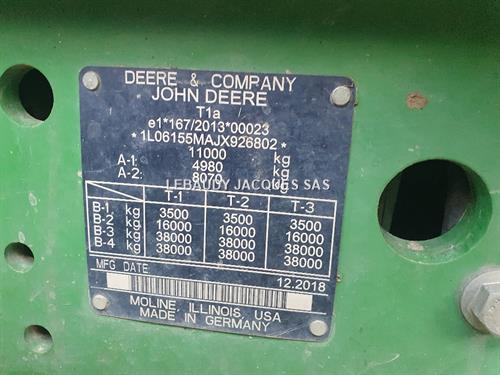 DEERE & COMPANY
JOHN DEERE
T1a
e1*167/2013*00023
*1L06155MAJX926802*
11000 kg
A-1: 4980 kg
A-2: 8070 kg
LEBAUDY JACQUES SAS
T-1 T-2 T-3
B-1 kg 3500 3500 3500
B-2 kg 16000 16000 16000
B-3 kg 38000 38000 38000
B-4 kg 38000 38000 38000
MFG DATE 12.2018
MOLINE, ILLINOIS, USA
MADE IN GERMANY